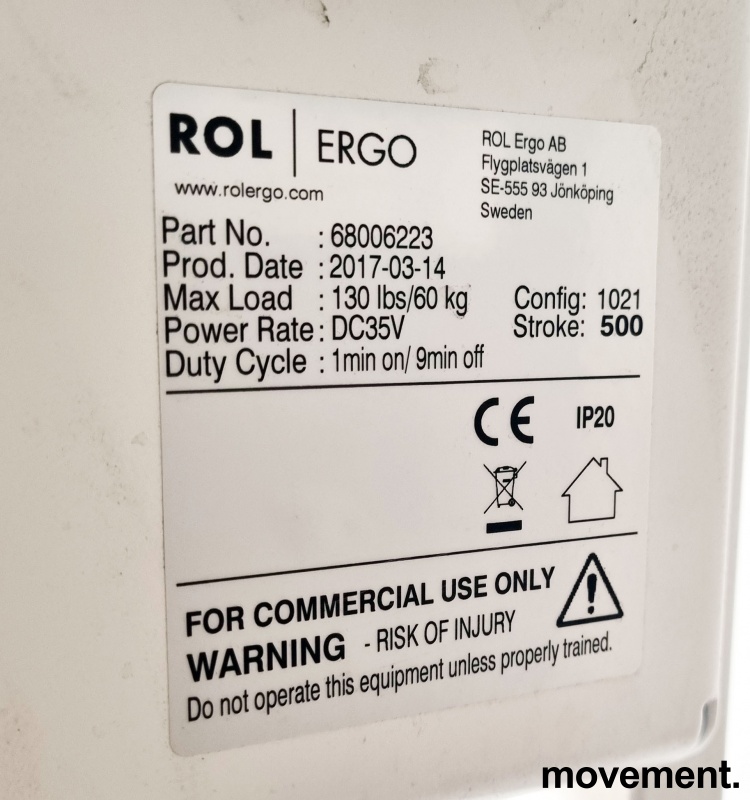 ROL | ERGO
www.rolergo.com
ROL Ergo AB
Flygplatsvägen 1
SE-555 93 Jönköping
Sweden
Part No. : 68006223
Prod. Date : 2017-03-14
Max Load : 130 lbs/60 kg Config: 1021
Power Rate : DC35V Stroke: 500
Duty Cycle : 1min on/ 9min off
CE IP20
FOR COMMERCIAL USE ONLY
WARNING - RISK OF INJURY
Do not operate this equipment unless properly trained.
movement.